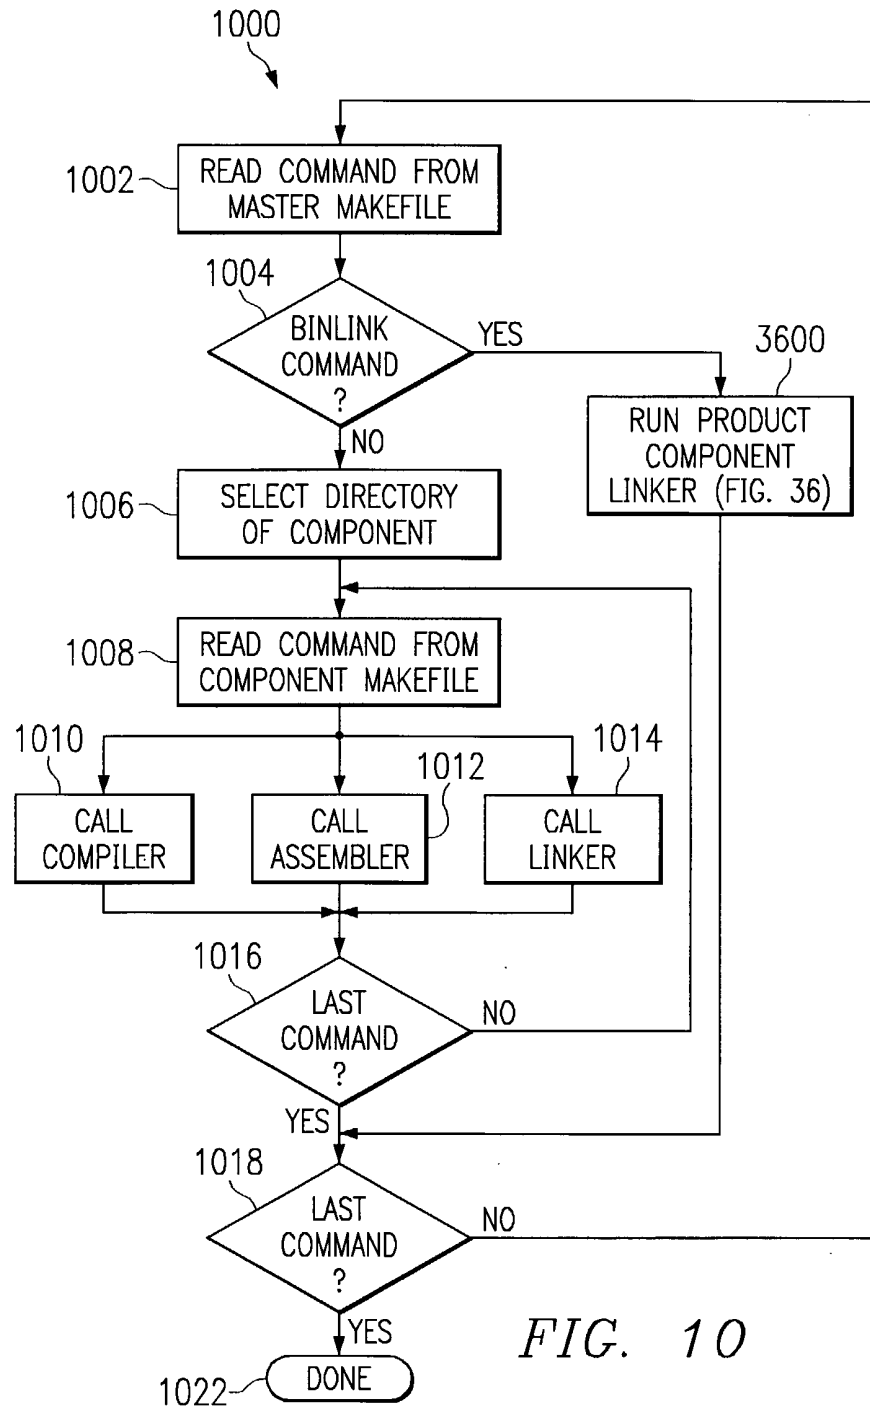 1000
1002
READ COMMAND FROM
MASTER MAKEFILE
1004
BINLINK
COMMAND
?
YES
NO
3600
RUN PRODUCT
COMPONENT
LINKER (FIG. 36)
1006
SELECT DIRECTORY
OF COMPONENT
1008
READ COMMAND FROM
COMPONENT MAKEFILE
1010
CALL
COMPILER
1012
CALL
ASSEMBLER
1014
CALL
LINKER
1016
LAST
COMMAND
?
NO
YES
1018
LAST
COMMAND
?
NO
YES
1022
DONE
FIG. 10